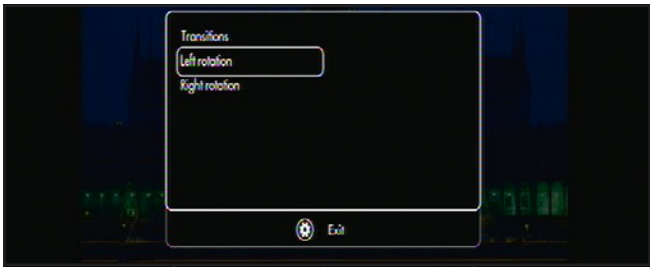 Transitions
Left rotation
Right rotation
Exit